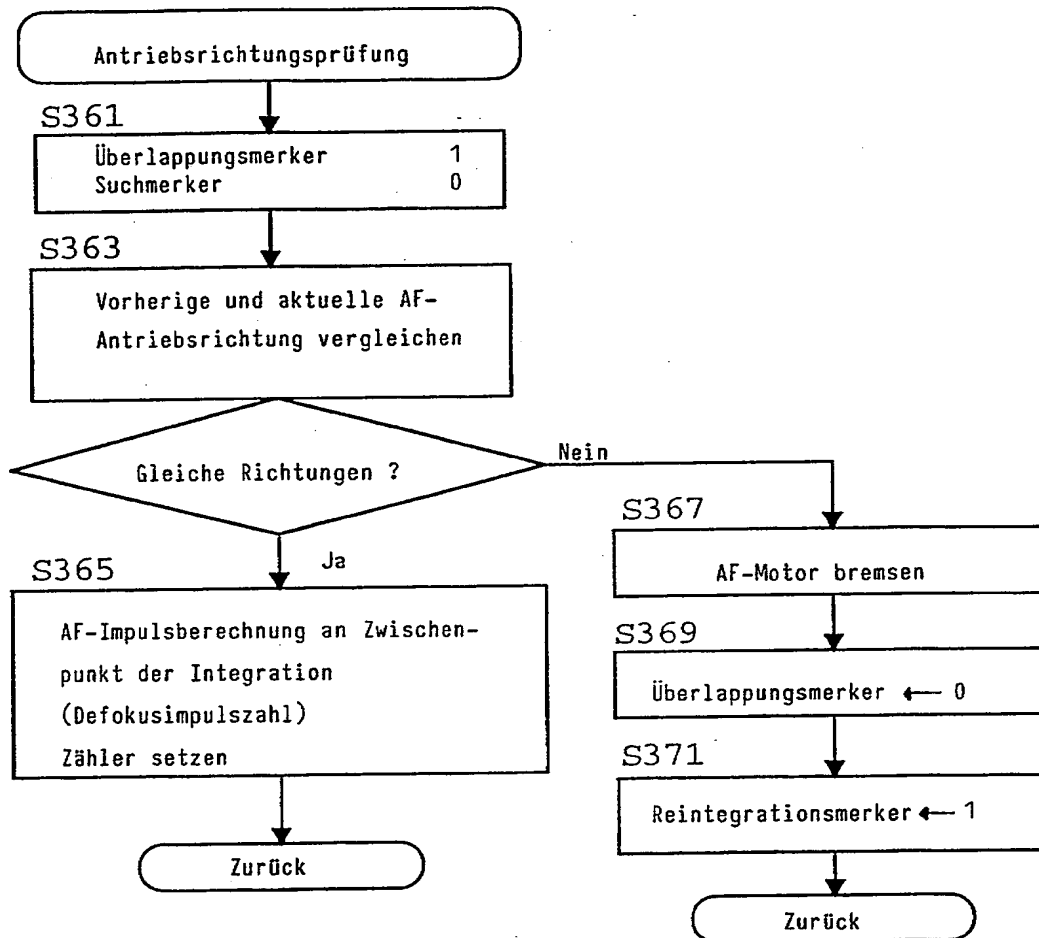 Antriebsrichtungsprüfung
S361
Überlappungsmerker 1
Suchmerker 0
S363
Vorherige und aktuelle AF-
Antriebsrichtung vergleichen
Gleiche Richtungen ?
Nein
Ja
S365
AF-Impulsberechnung an Zwischen-
punkt der Integration
(Defokusimpulszahl)
Zähler setzen
Zurück
S367
AF-Motor bremsen
S369
Überlappungsmerker ← 0
S371
Reintegrationsmerker ← 1
Zurück